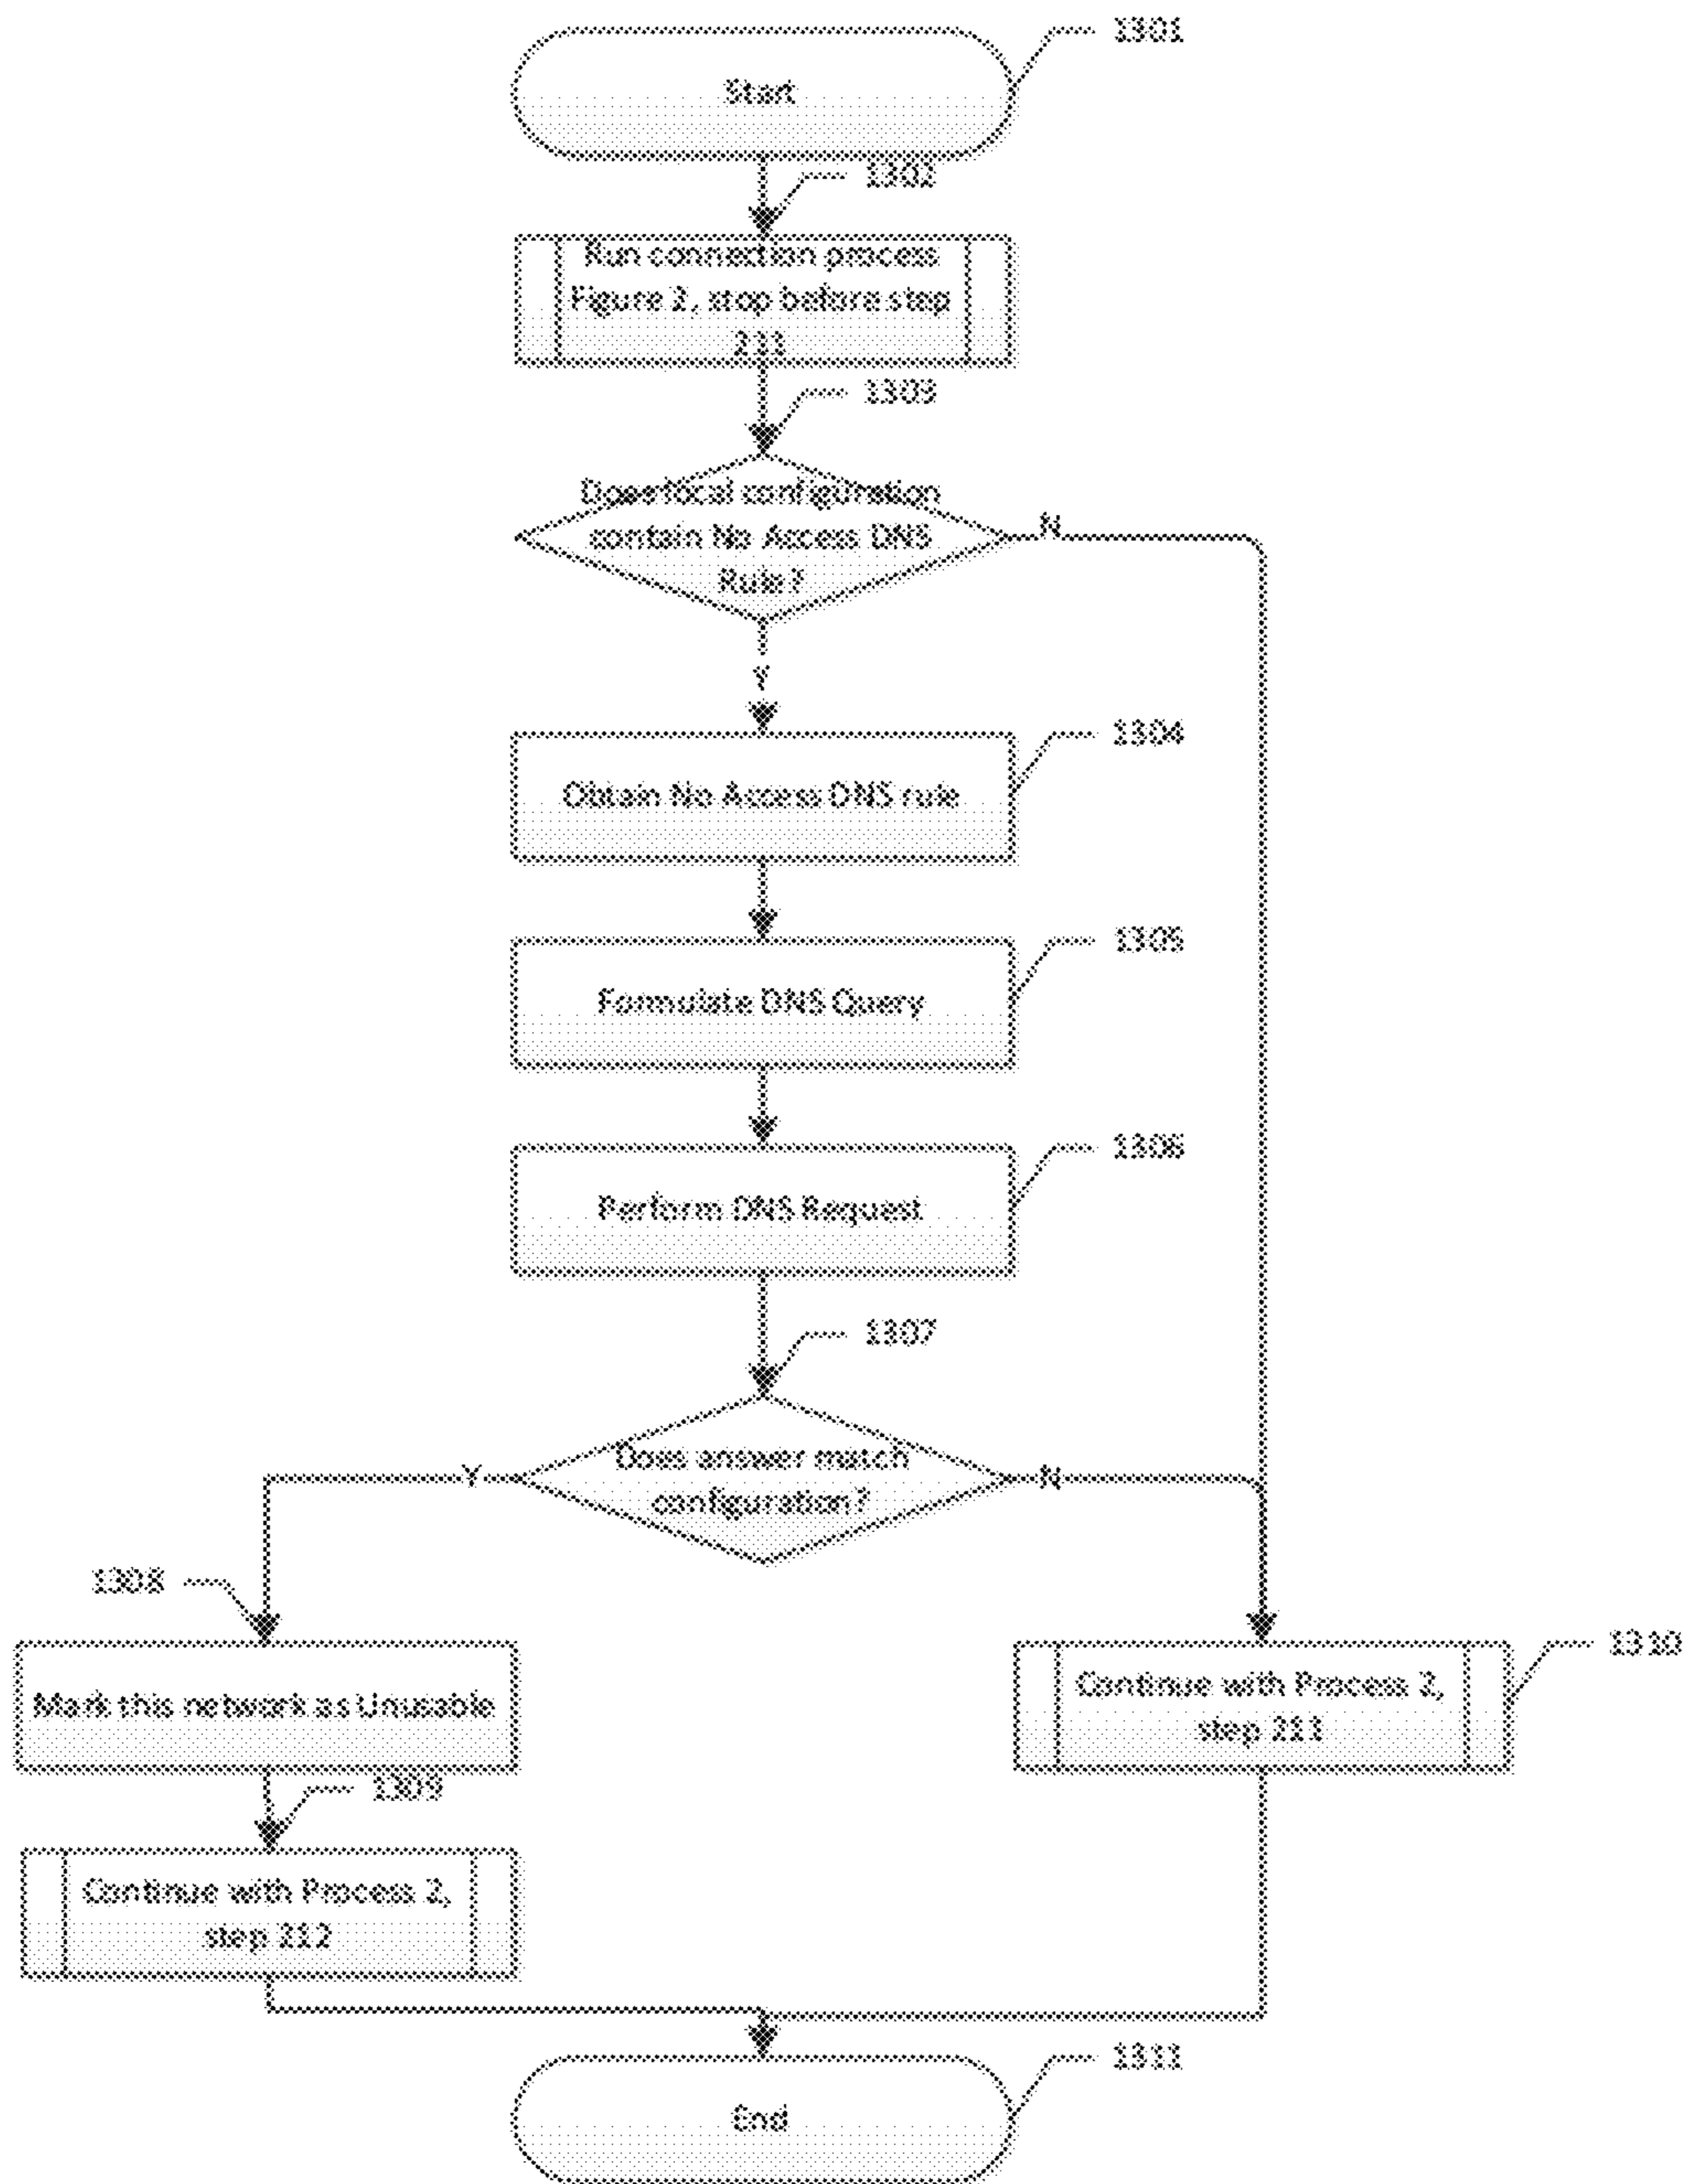 1301
Start
1302
Run connection process
Figure 2, stop before step
211
1303
Does local configuration
contain No Access DNS
Rule?
N
Y
1304
Obtain No Access DNS rule
1305
Formulate DNS Query
1306
Perform DNS Request
1307
Does answer match
configuration?
Y
N
1308
Mark this network as Unusable
1310
Continue with Process 2,
step 211
1309
Continue with Process 2,
step 212
1311
End